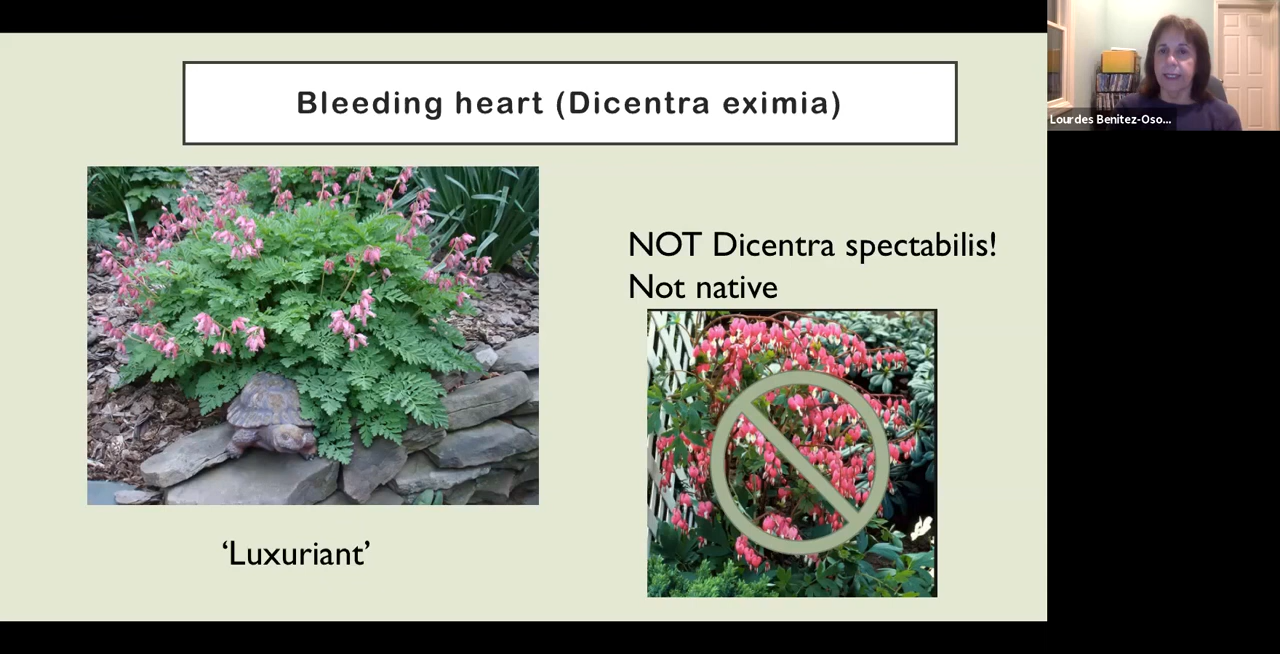 Bleeding heart (Dicentra eximia)
Lourdes Benitez-Oso...
NOT Dicentra spectabilis!
Not native
‘Luxuriant’